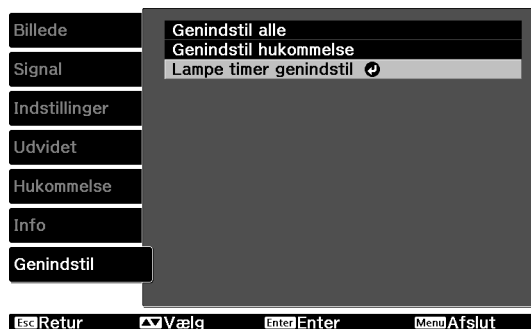 Billede
Signal
Indstillinger
Udvidet
Hukommelse
Info
Genindstil
Genindstil alle
Genindstil hukommelse
Lampe timer genindstil
Esc Retur Vælg Enter Enter Menu Afslut